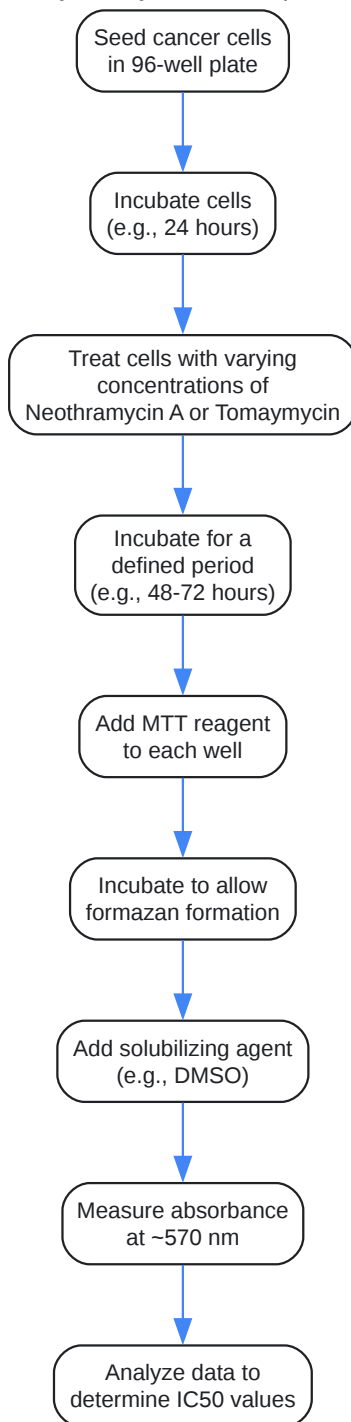 Seed cancer cells
in 96-well plate
Incubate cells
(e.g., 24 hours)
Treat cells with varying
concentrations of
Neothramycin A or Tomaymycin
Incubate for a
defined period
(e.g., 48-72 hours)
Add MTT reagent
to each well
Incubate to allow
formazan formation
Add solubilizing agent
(e.g., DMSO)
Measure absorbance
at ~570 nm
Analyze data to
determine IC50 values